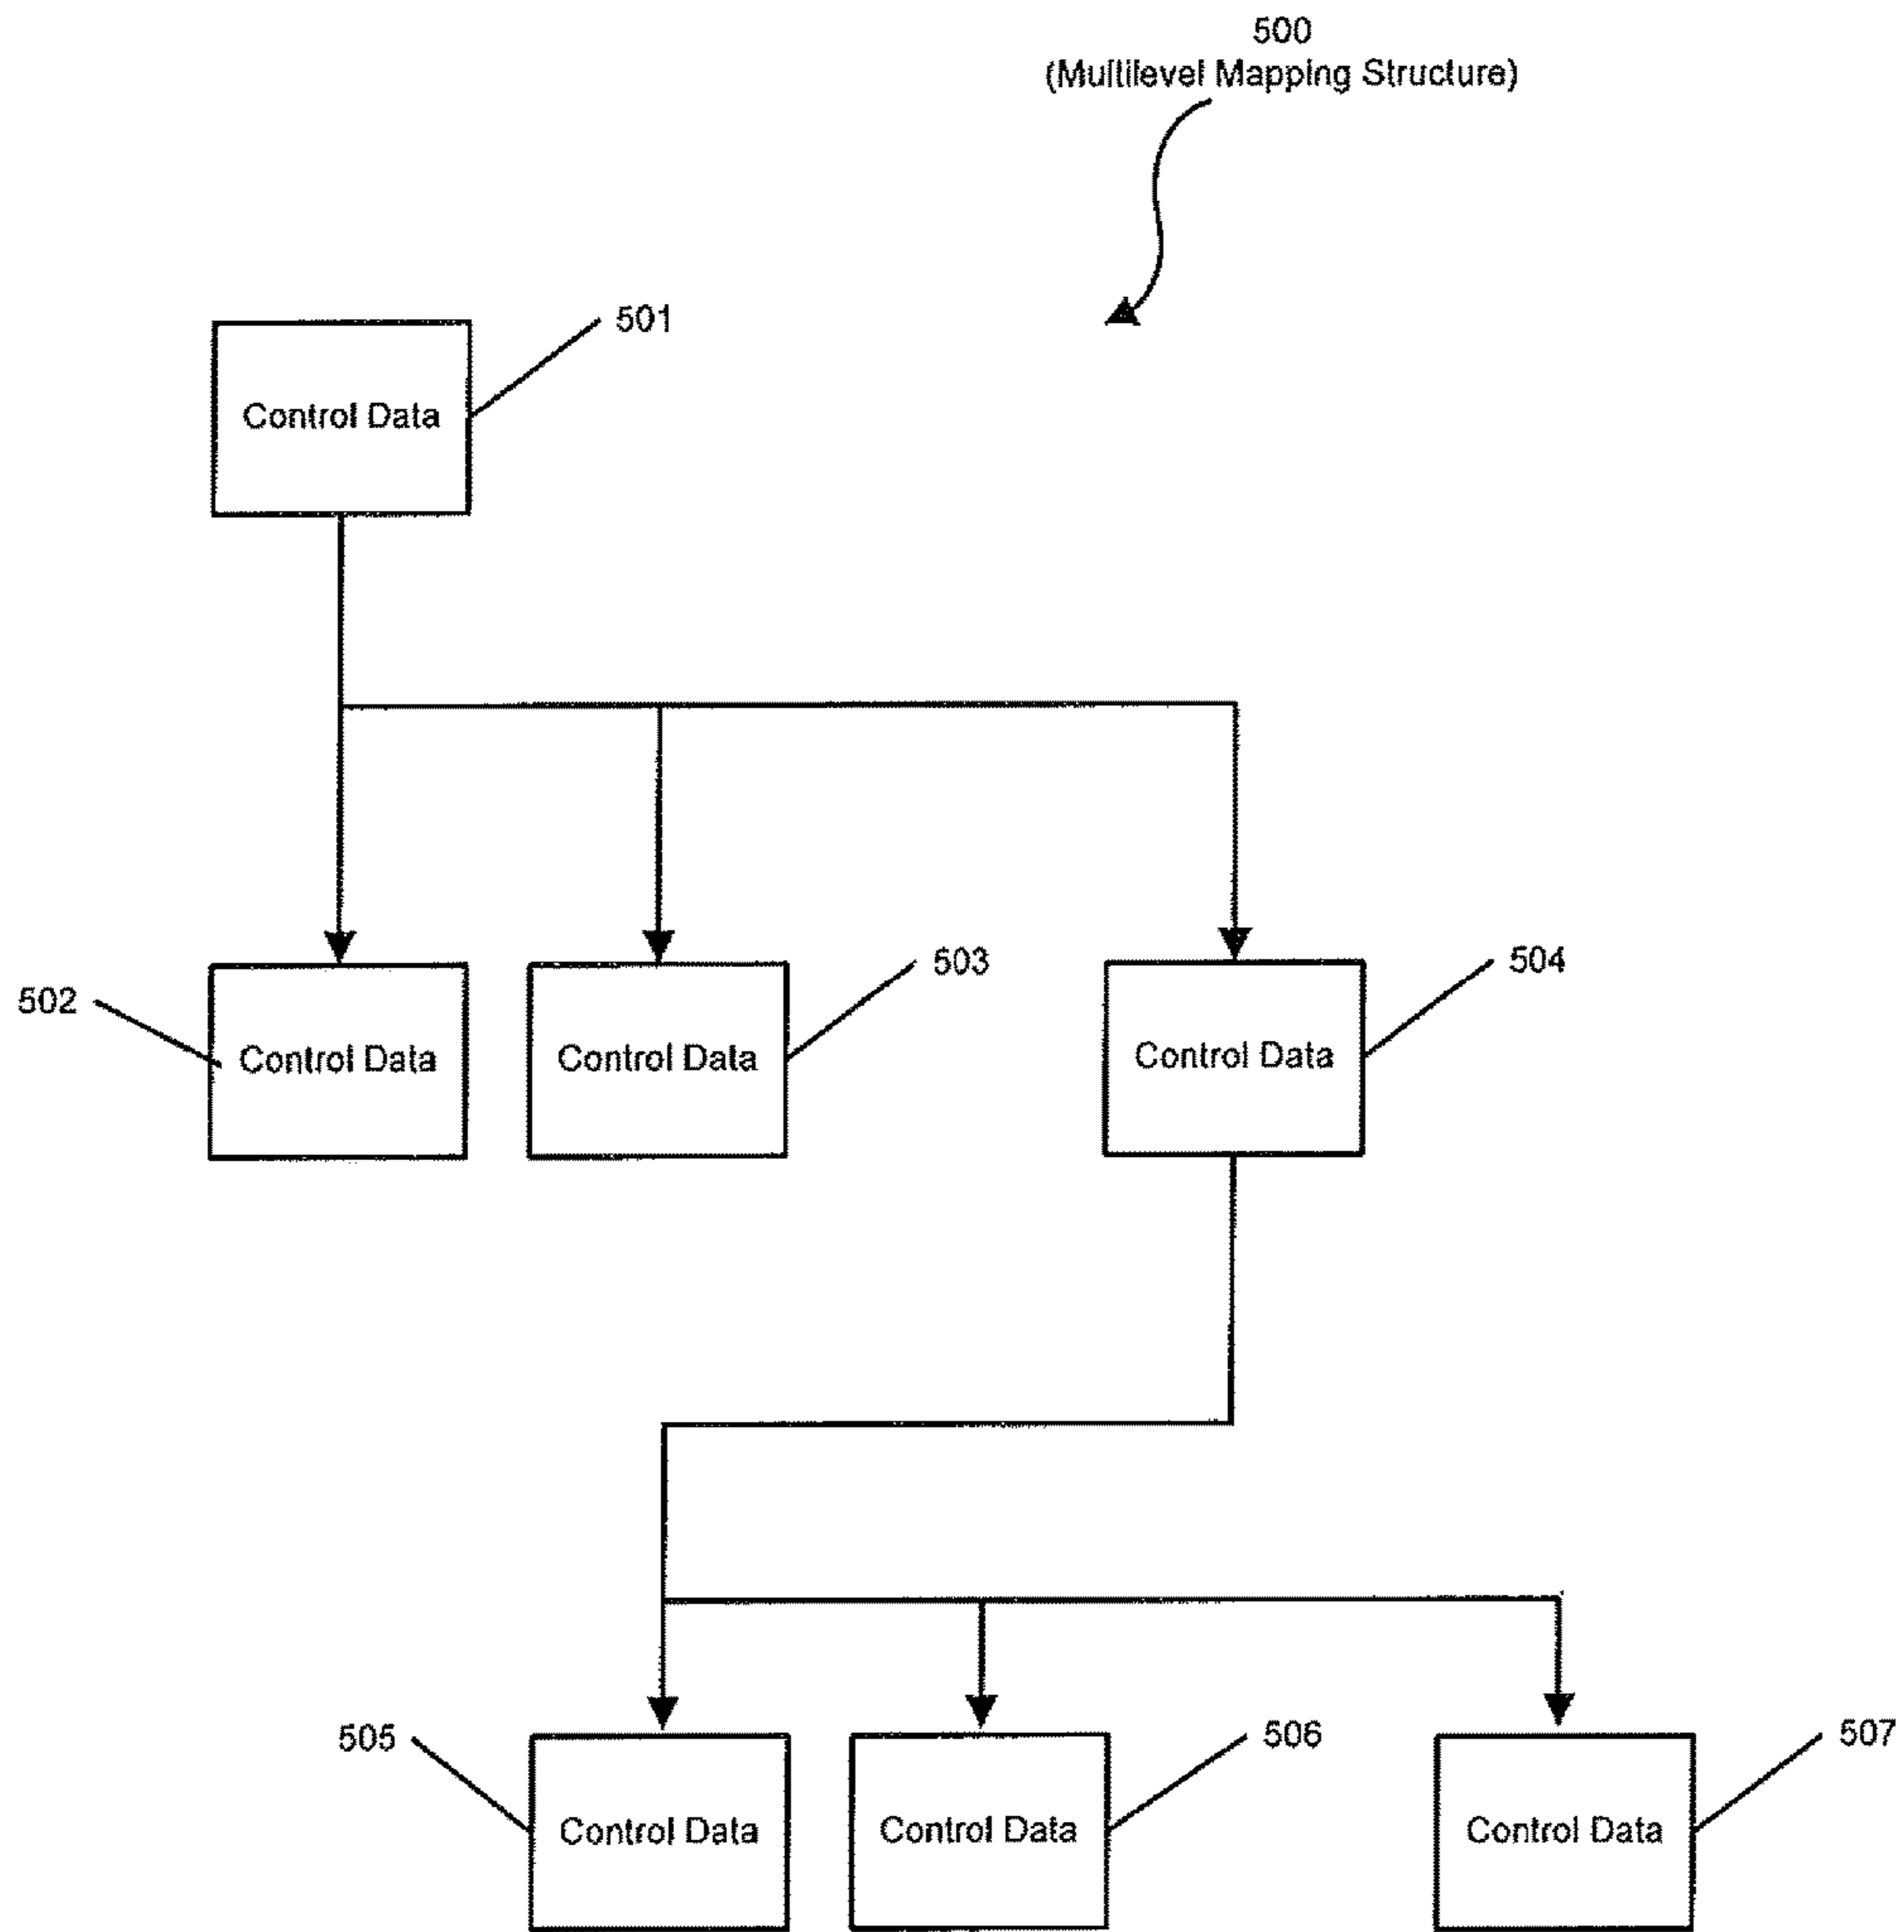 500
(Multilevel Mapping Structure)
501
Control Data
502
503
504
Control Data
Control Data
Control Data
505
506
507
Control Data
Control Data
Control Data